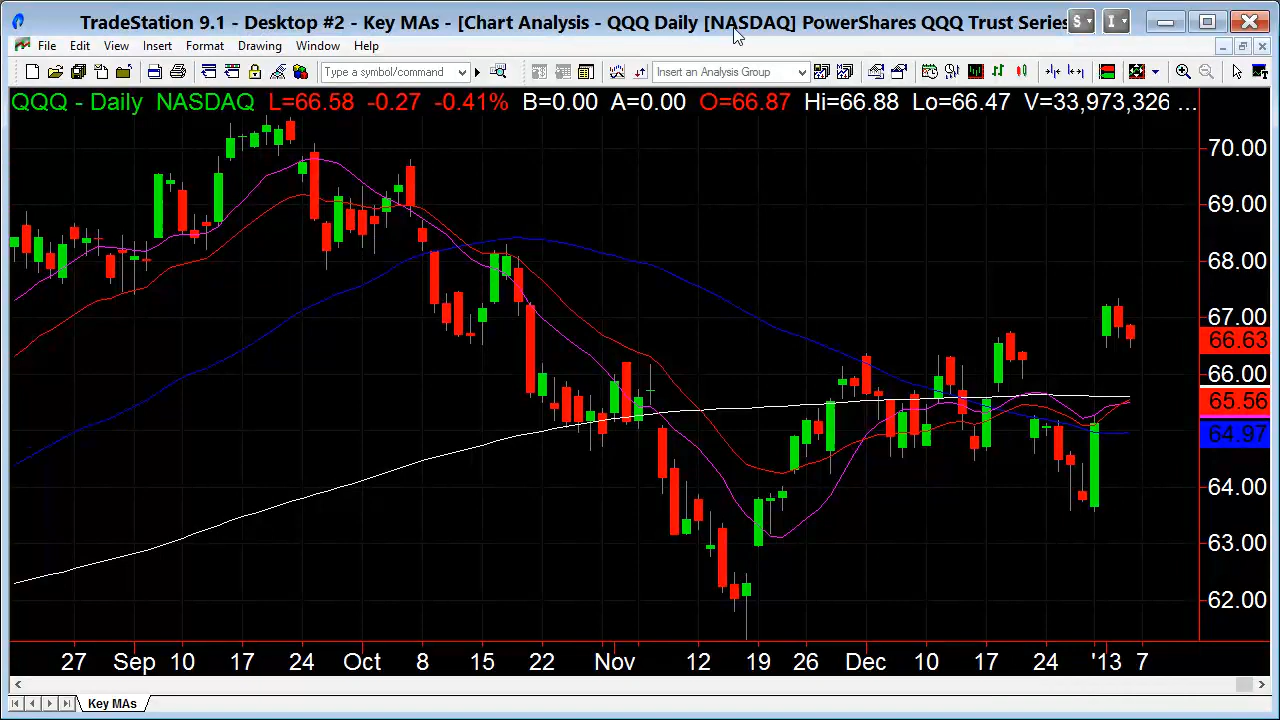 TradeStation 9.1 - Desktop #2 - Key MAs - [Chart Analysis - QQQ Daily [NASDAQ] PowerShares QQQ Trust Series
S I
File Edit View Insert Format Drawing Window Help
Type a symbol/command Insert an Analysis Group
QQQ - Daily NASDAQ L=66.58 -0.27 -0.41% B=0.00 A=0.00 O=66.87 Hi=66.88 Lo=66.47 V=33,973,326 ...
70.00
69.00
68.00
67.00
66.63
66.00
65.56
64.97
64.00
63.00
62.00
27 Sep 10 17 24 Oct 8 15 22 Nov 12 19 26 Dec 10 17 24 '13 7
Key MAs